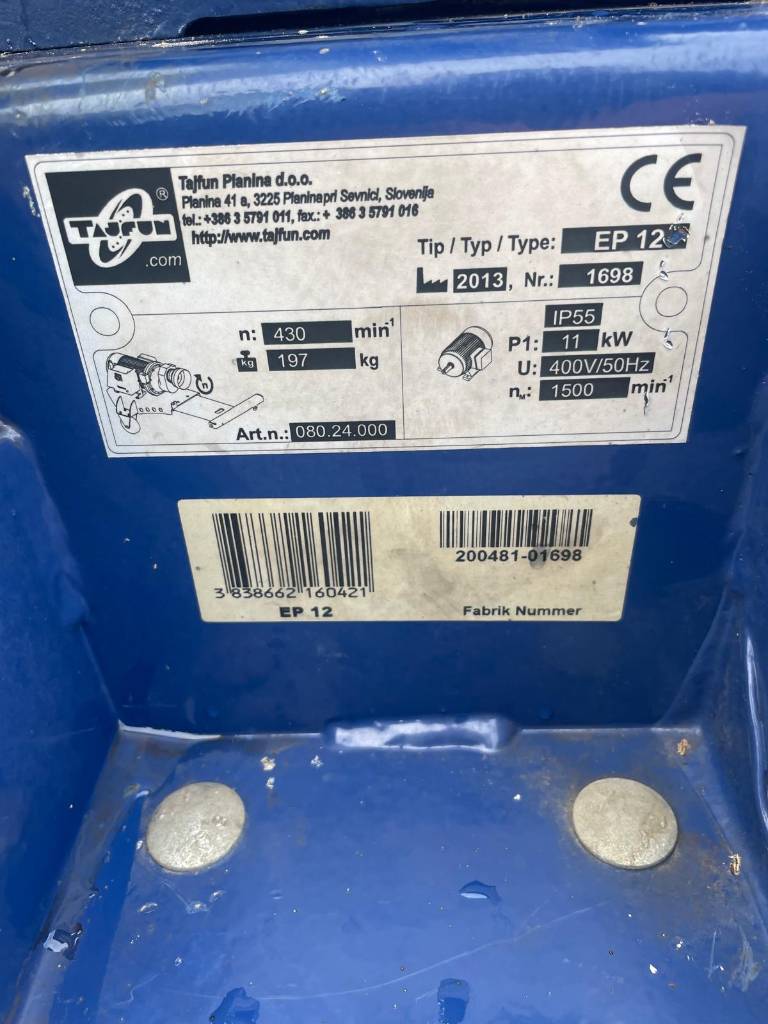 TAJFUN
®
.com
Tajfun Planina d.o.o.
Planina 41 a, 3225 Planinapri Sevnici, Slovenija
tel.: +386 3 5791 011, fax.: + 386 3 5791 016
http://www.tajfun.com
CE
Tip / Typ / Type: EP 12
2013, Nr.: 1698
n: 430 min-1
kg 197 kg
n
Art.n.: 080.24.000
IP55
P1: 11 kW
U: 400V/50Hz
nM: 1500 min-1
3 838662 160421
EP 12
200481-01698
Fabrik Nummer